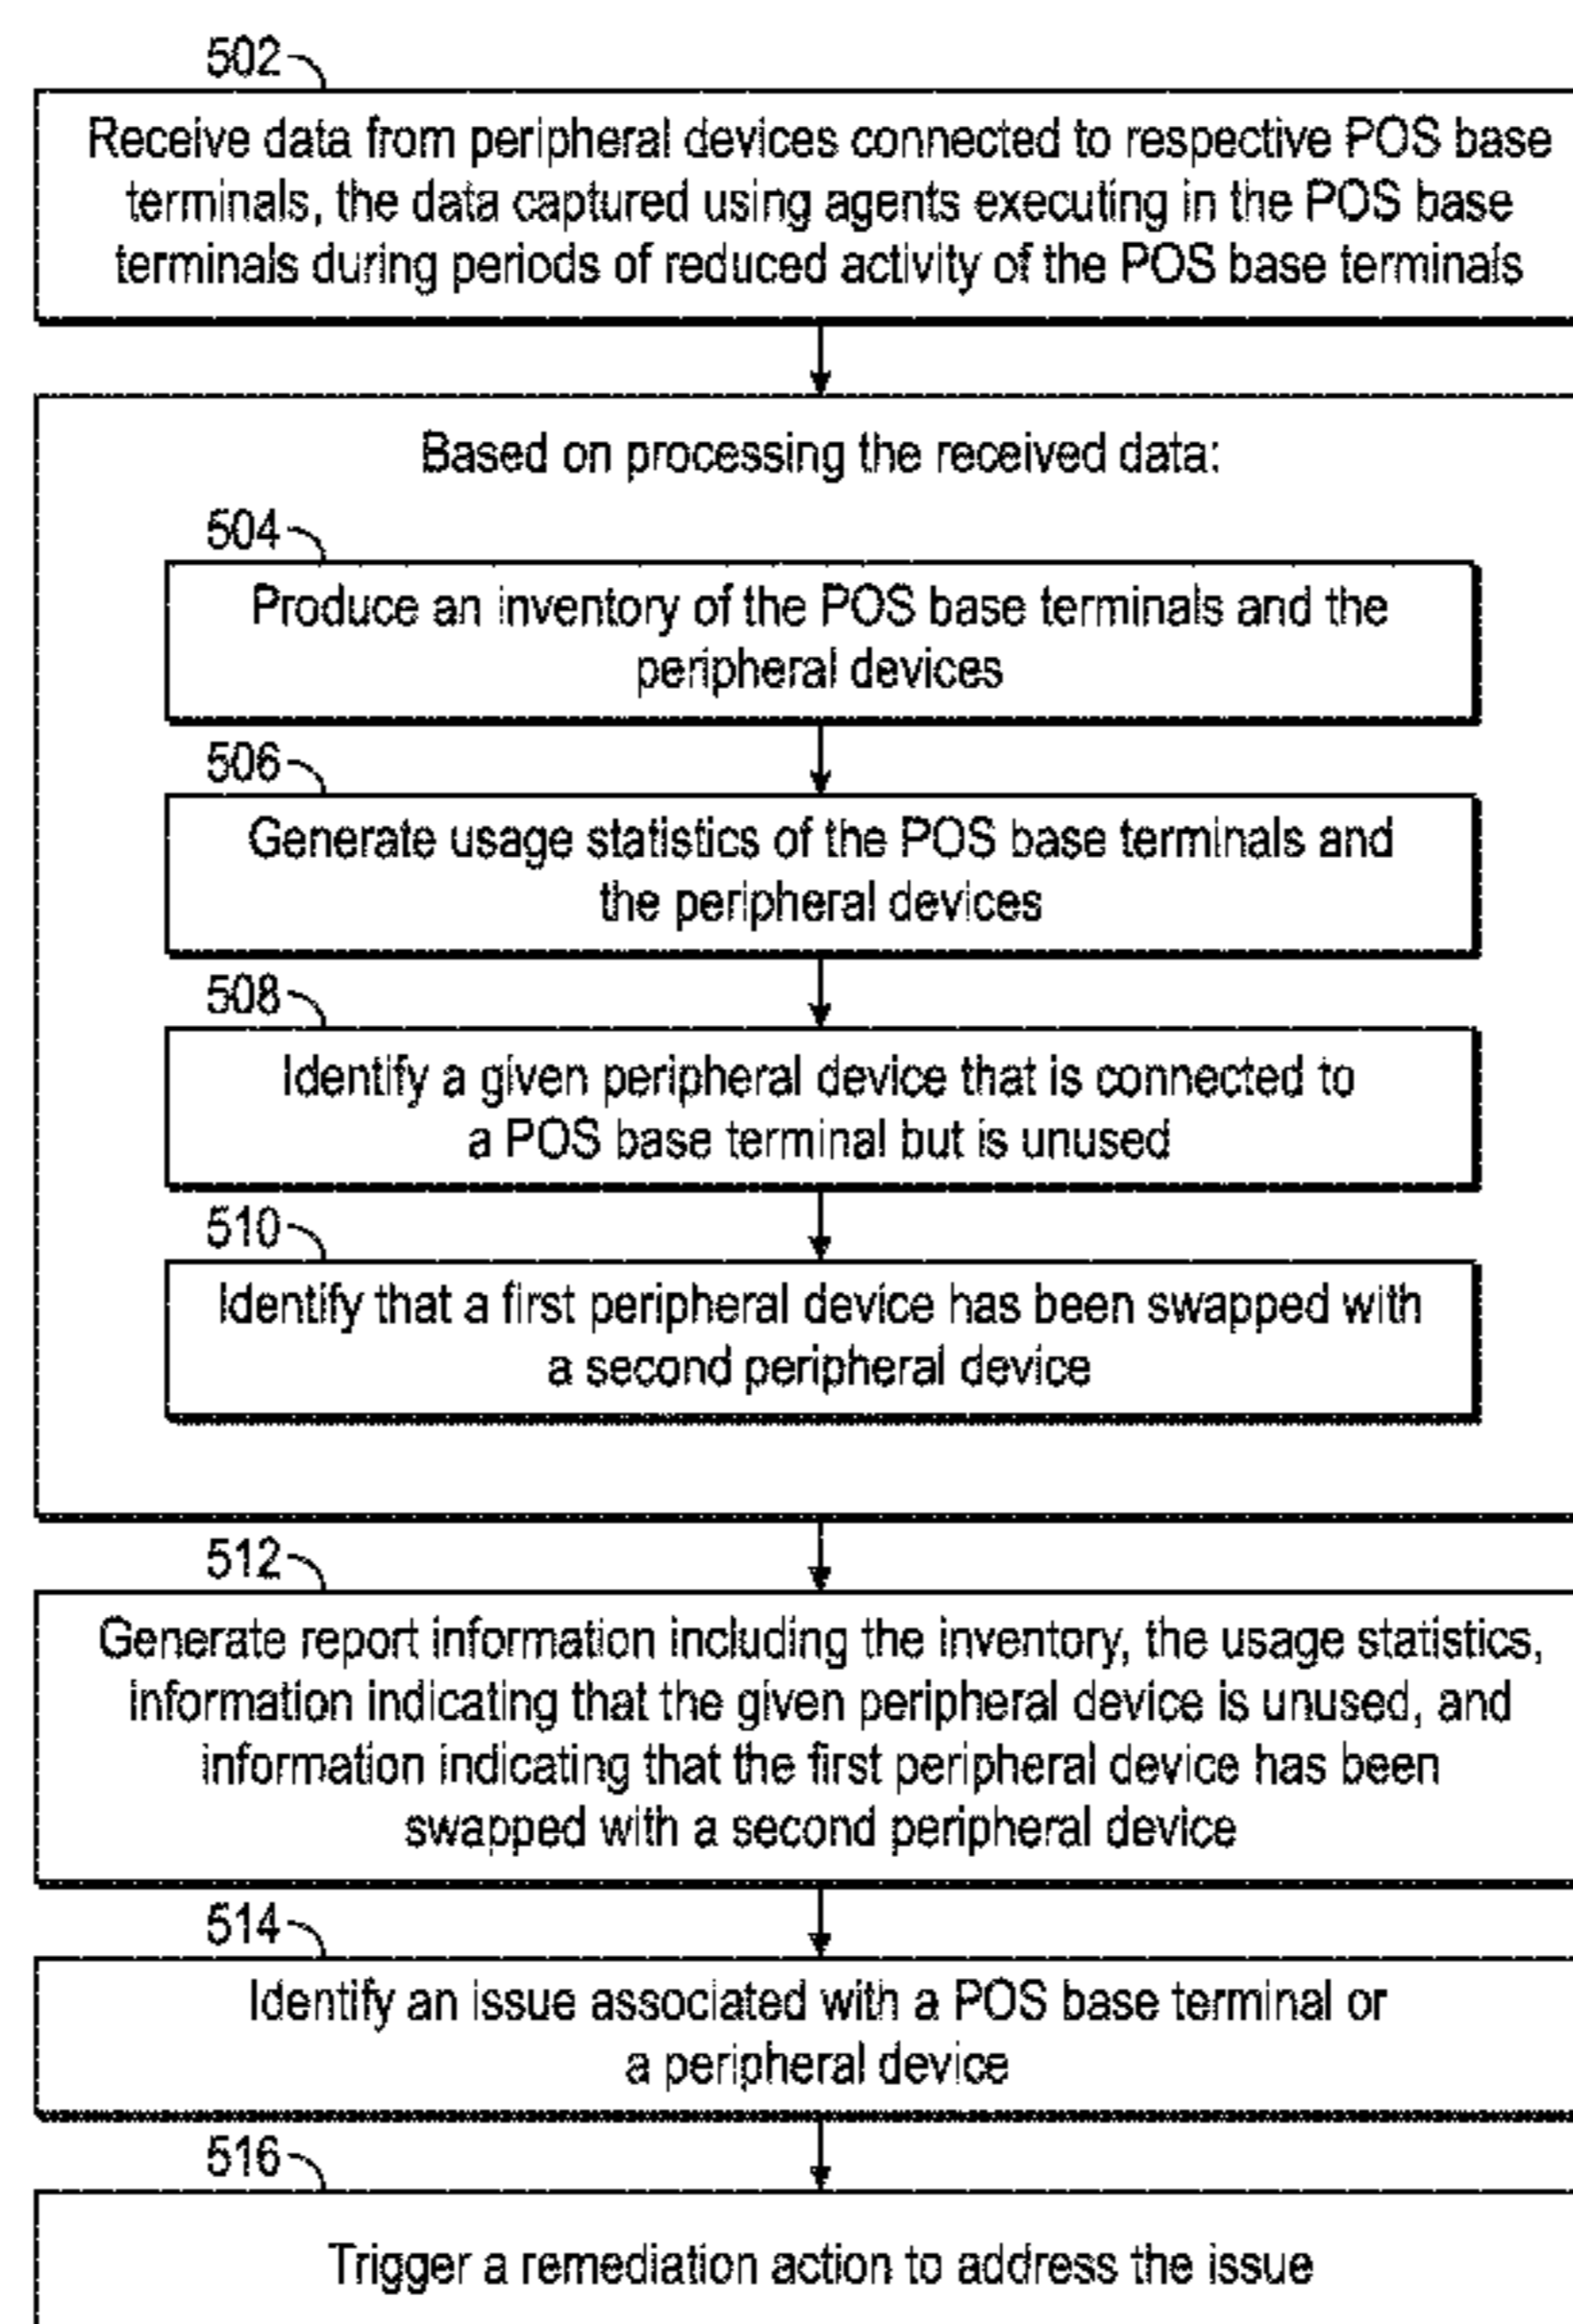 502
Receive data from peripheral devices connected to respective POS base
terminals, the data captured using agents executing in the POS base
terminals during periods of reduced activity of the POS base terminals
Based on processing the received data:
504
Produce an inventory of the POS base terminals and the
peripheral devices
506
Generate usage statistics of the POS base terminals and
the peripheral devices
508
Identify a given peripheral device that is connected to
a POS base terminal but is unused
510
Identify that a first peripheral device has been swapped with
a second peripheral device
512
Generate report information including the inventory, the usage statistics,
information indicating that the given peripheral device is unused, and
information indicating that the first peripheral device has been
swapped with a second peripheral device
514
Identify an issue associated with a POS base terminal or
a peripheral device
516
Trigger a remediation action to address the issue